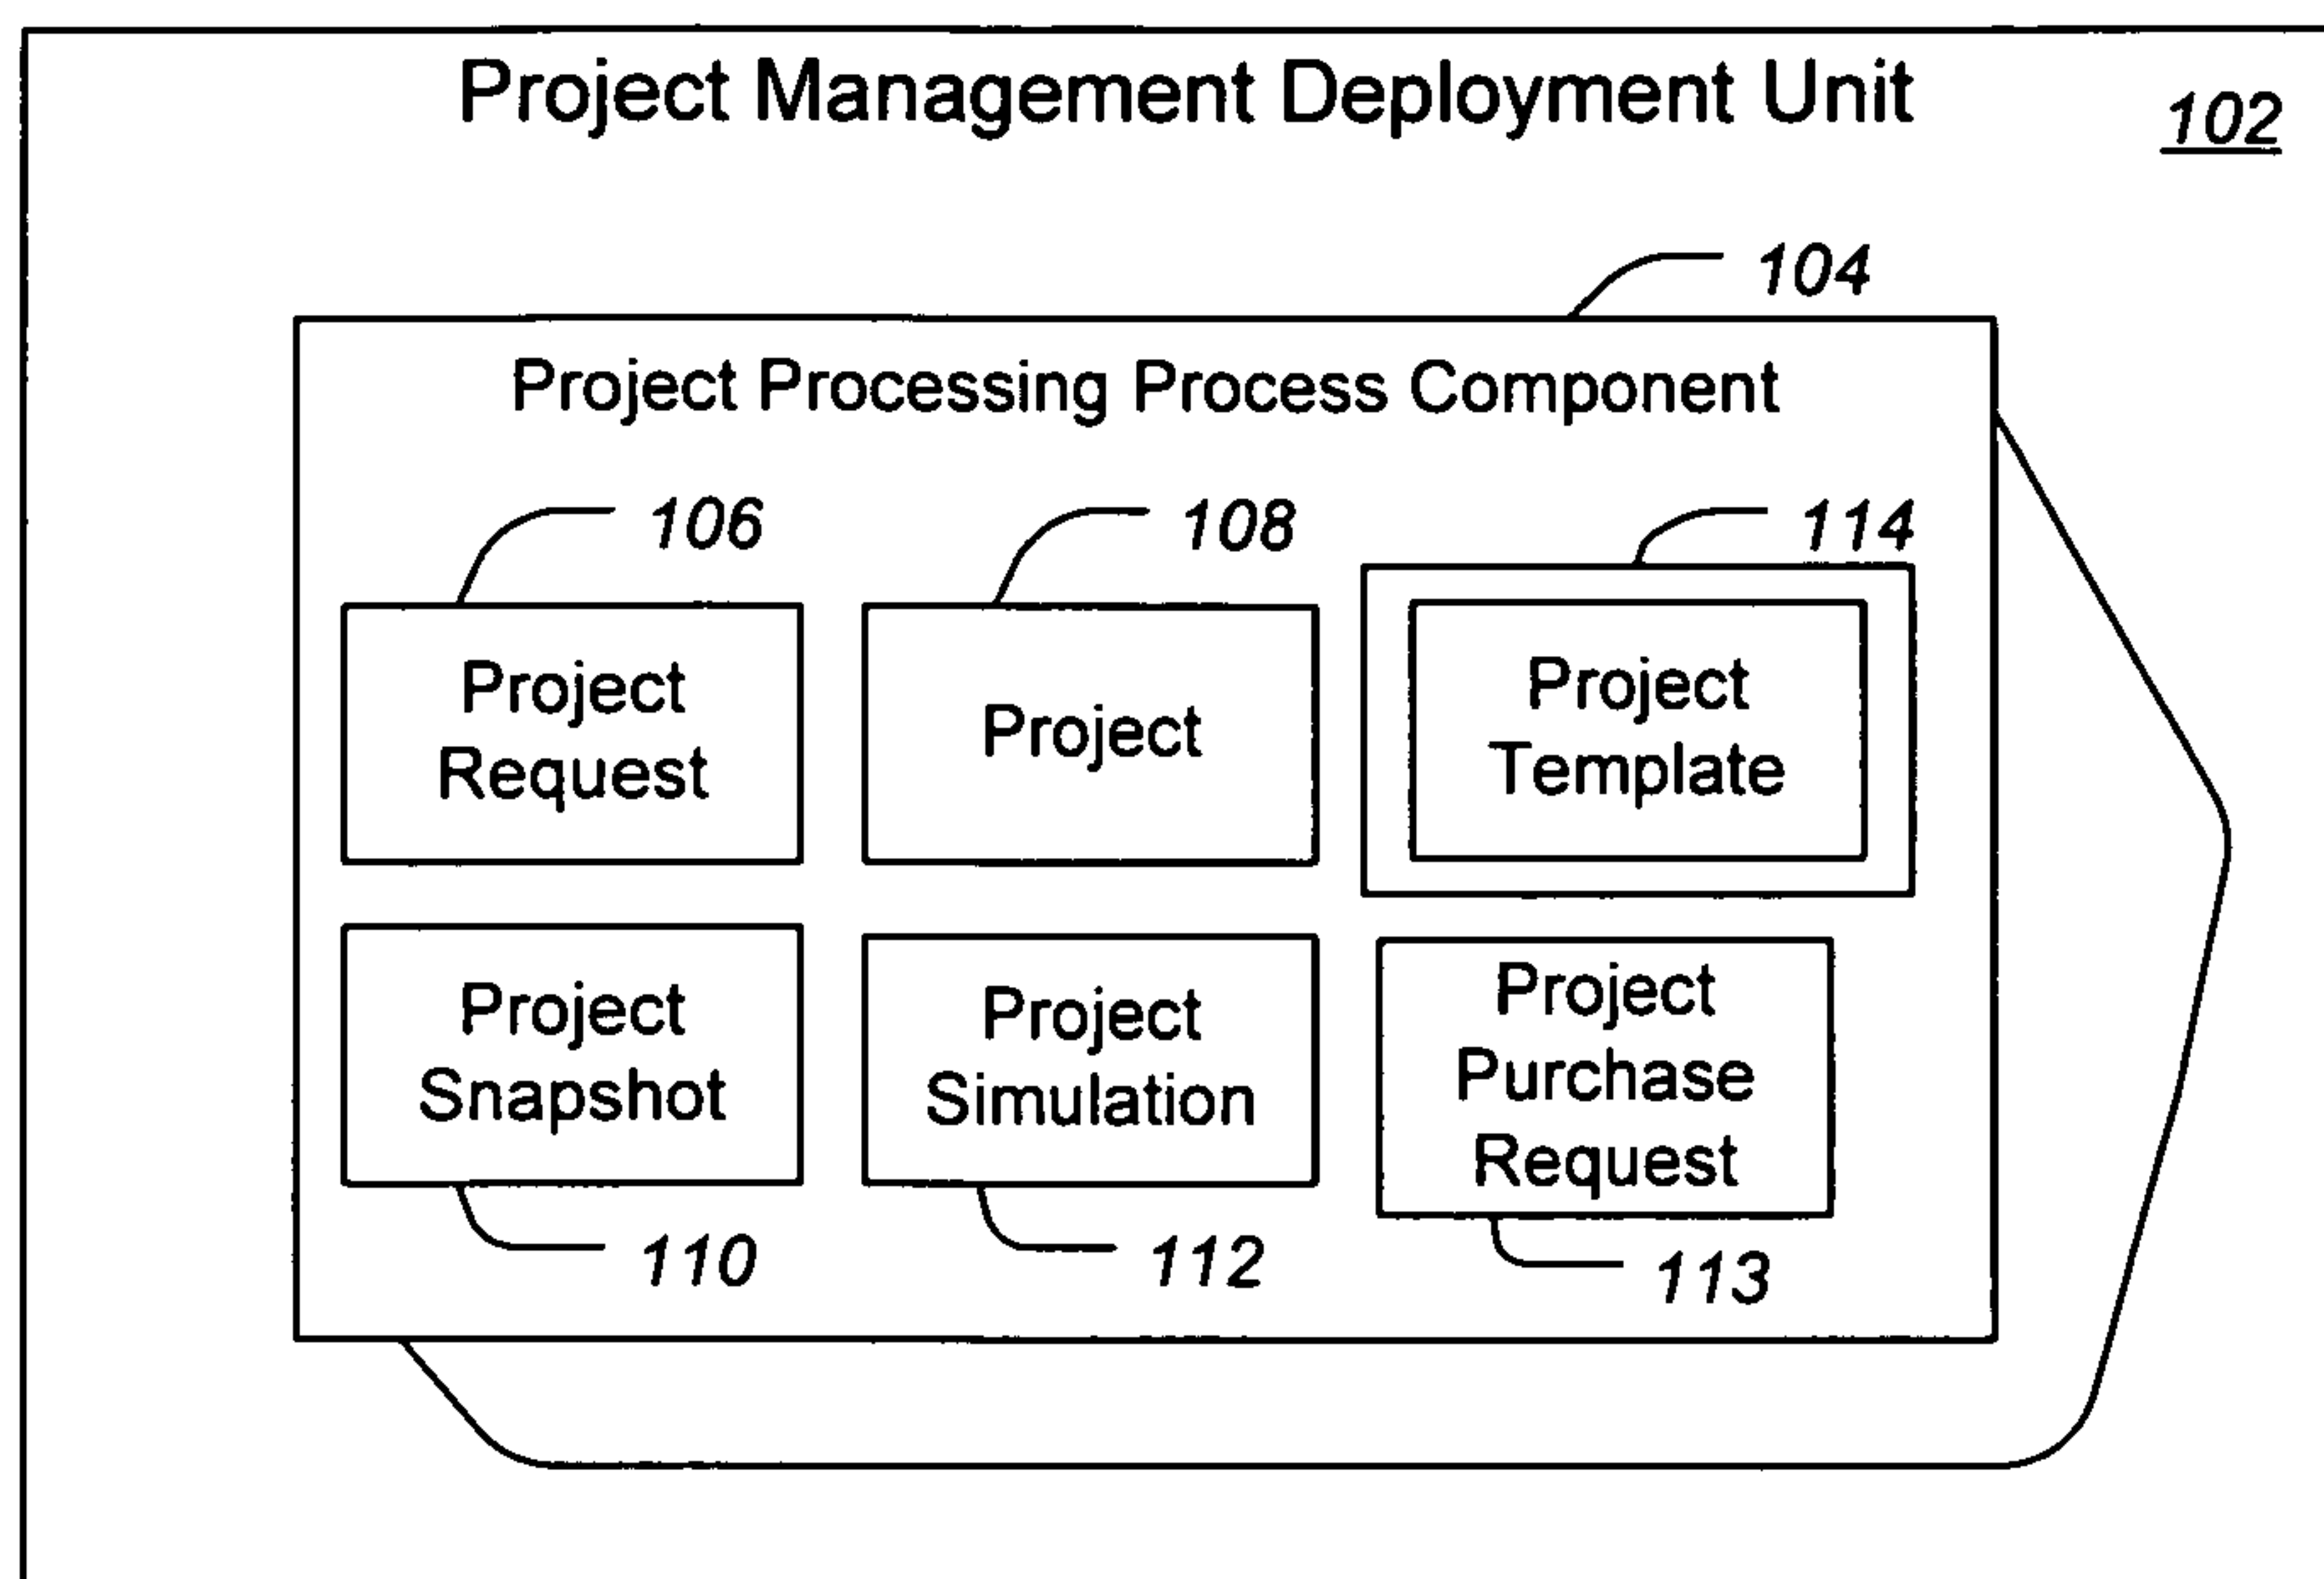 Project Management Deployment Unit
102
104
Project Processing Process Component
106
108
114
Project
Request
Project
Project
Template
Project
Snapshot
Project
Simulation
Project
Purchase
Request
110
112
113